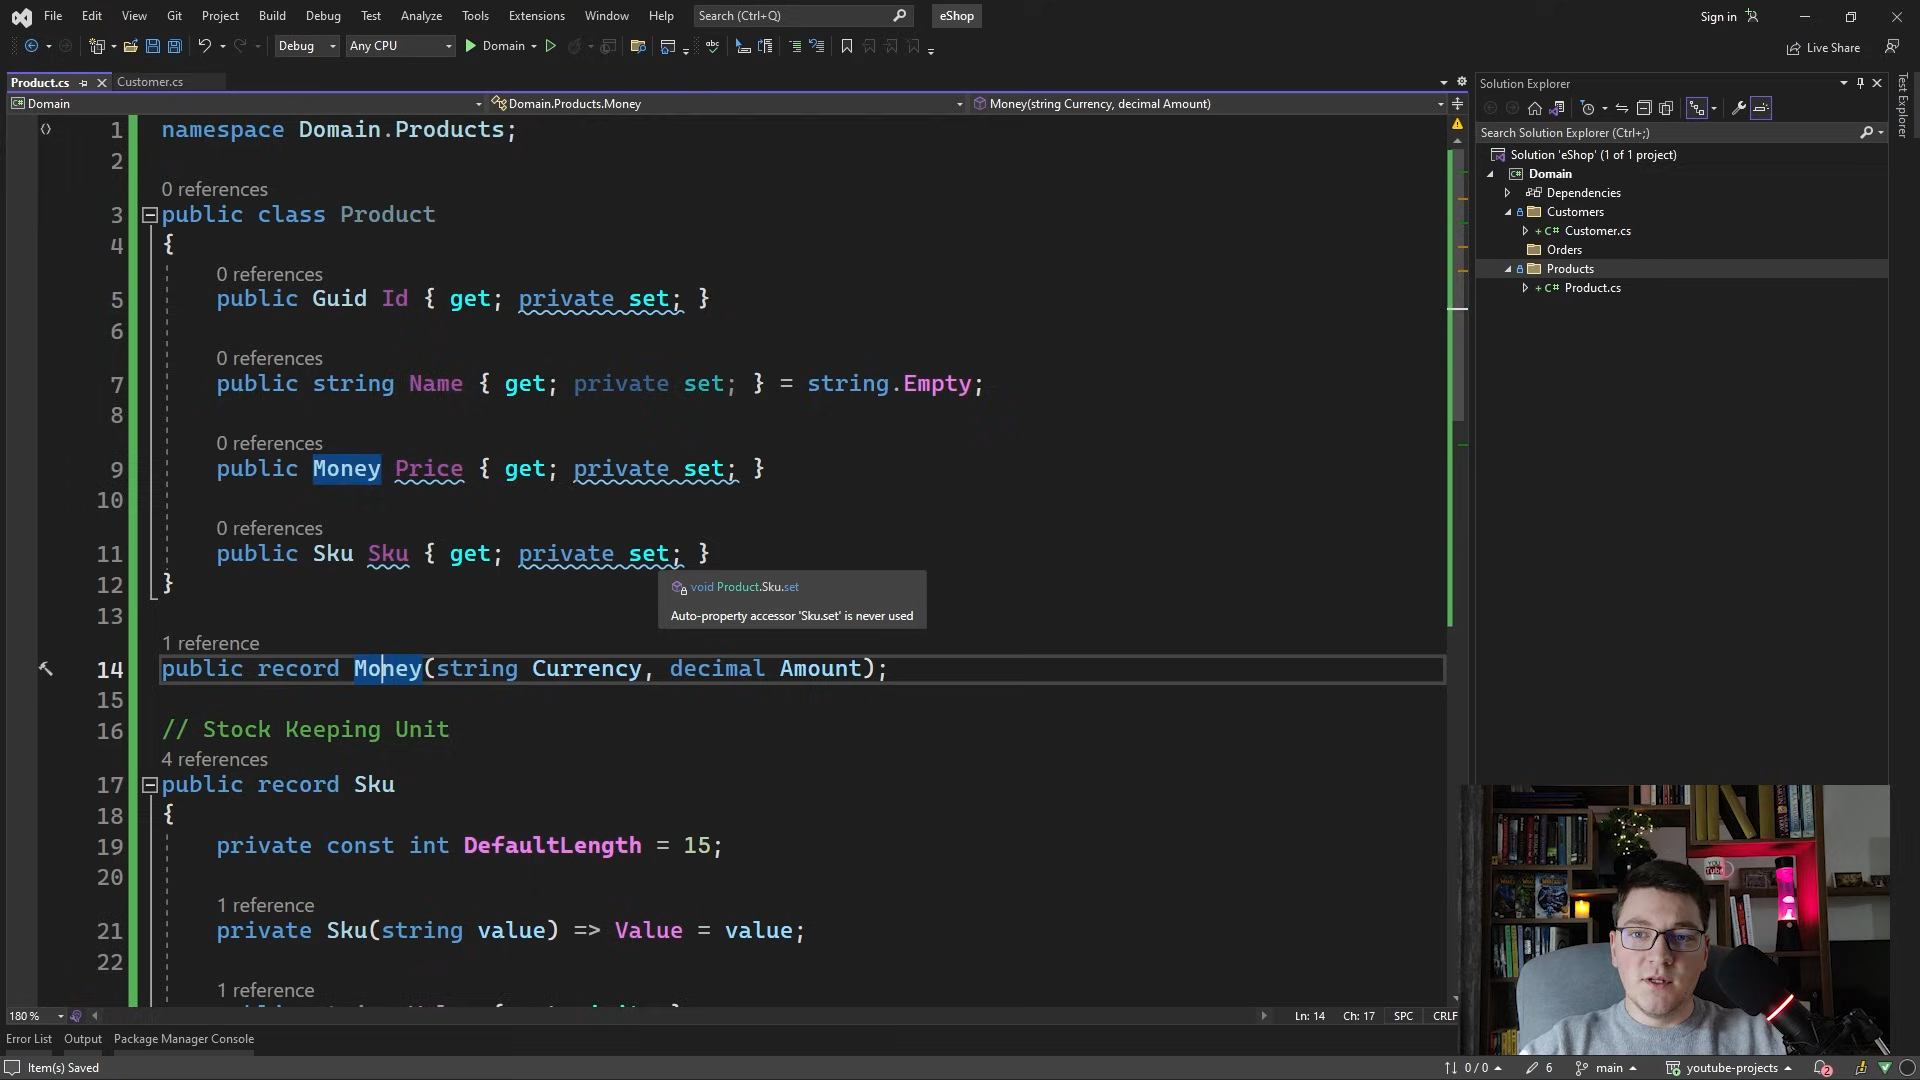 File Edit View Git Project Build Debug Test Analyze Tools Extensions Window Help Search (Ctrl+Q) eShop Sign in
Debug Any CPU Domain Live Share
Product.cs Customer.cs
Domain Domain.Products.Money Money(string Currency, decimal Amount)
1 namespace Domain.Products;
2
0 references
3 public class Product
4 {
0 references
5 public Guid Id { get; private set; }
6
0 references
7 public string Name { get; private set; } = string.Empty;
8
0 references
9 public Money Price { get; private set; }
10
0 references
11 public Sku Sku { get; private set; }
12 }
void Product.Sku.set
Auto-property accessor 'Sku.set' is never used
13
1 reference
14 public record Money(string Currency, decimal Amount);
15
16 // Stock Keeping Unit
4 references
17 public record Sku
18 {
19 private const int DefaultLength = 15;
20
1 reference
21 private Sku(string value) => Value = value;
22
1 reference
180 % Ln: 14 Ch: 17 SPC CRLF
Error List Output Package Manager Console
Item(s) Saved 0 / 0 6 main youtube-projects 2
Solution Explorer
Search Solution Explorer (Ctrl+;)
Solution 'eShop' (1 of 1 project)
C# Domain
Dependencies
Customers
+ C# Customer.cs
Orders
Products
+ C# Product.cs
Test Explorer
You
Tube